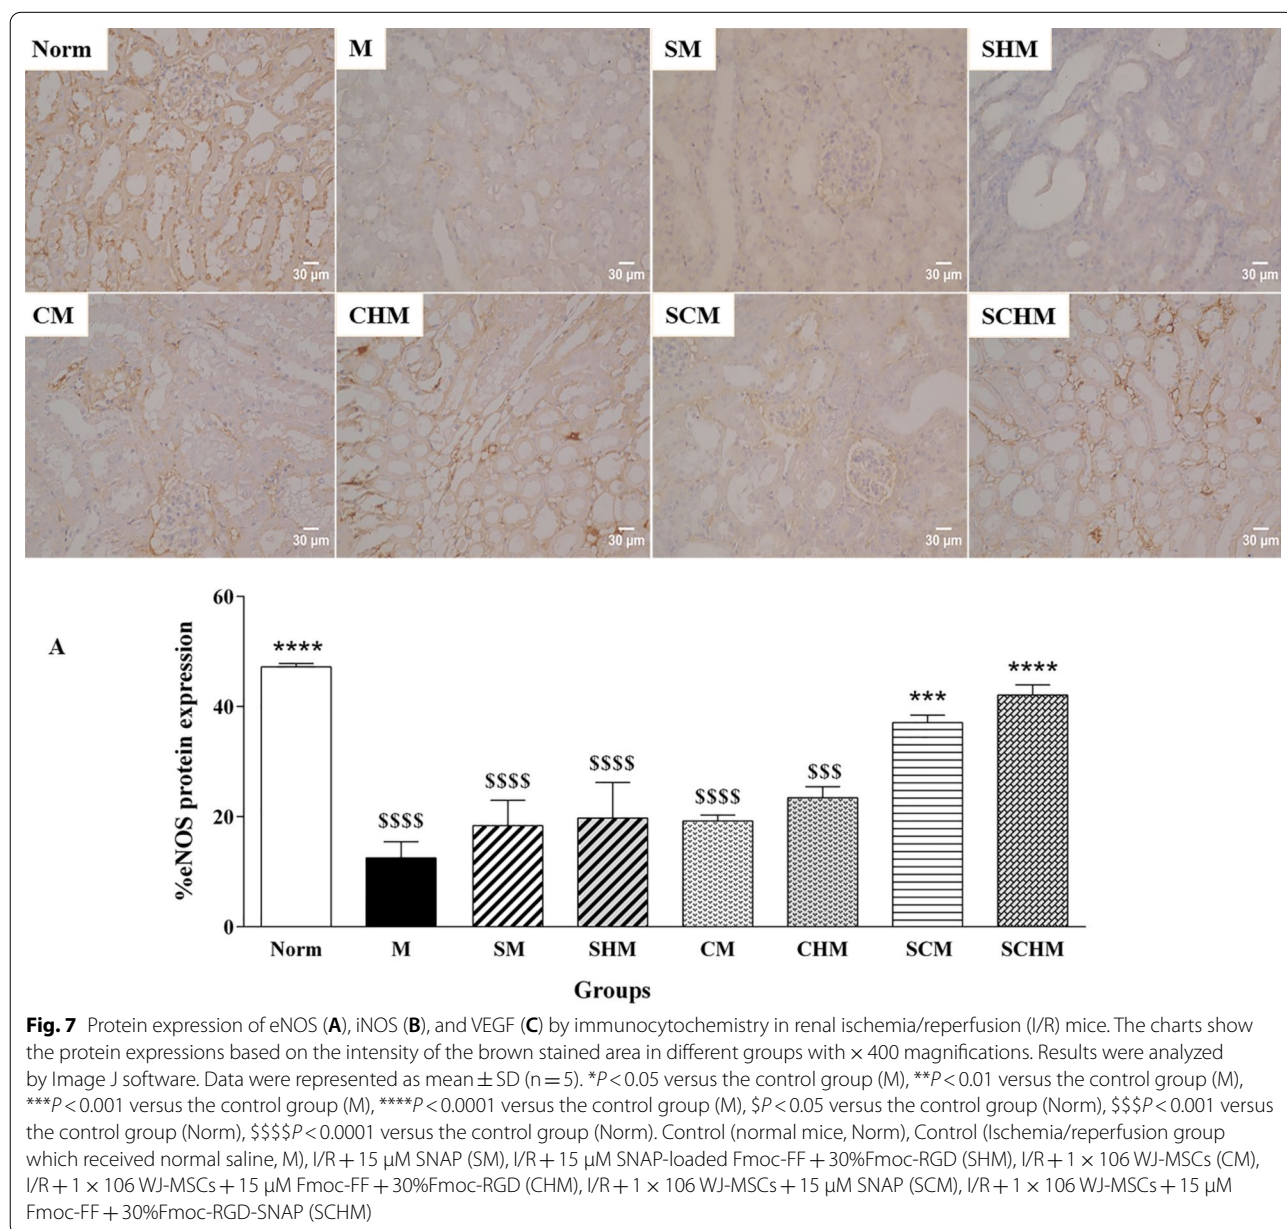 Norm
M
SM
SHM
30 µm
30 µm
30 µm
30 µm
CM
CHM
SCM
SCHM
30 µm
30 µm
30 µm
30 µm
A
%eNOS protein expression
60
40
20
0
****
$$$$
$$$$
$$$$
$$$$
$$$
***
****
Norm
M
SM
SHM
CM
CHM
SCM
SCHM
Groups
Fig. 7 Protein expression of eNOS (A), iNOS (B), and VEGF (C) by immunocytochemistry in renal ischemia/reperfusion (I/R) mice. The charts show
the protein expressions based on the intensity of the brown stained area in different groups with × 400 magnifications. Results were analyzed
by Image J software. Data were represented as mean ± SD (n = 5). *P < 0.05 versus the control group (M), **P < 0.01 versus the control group (M),
***P < 0.001 versus the control group (M), ****P < 0.0001 versus the control group (M), $P < 0.05 versus the control group (Norm), $$$P < 0.001 versus
the control group (Norm), $$$$P < 0.0001 versus the control group (Norm). Control (normal mice, Norm), Control (Ischemia/reperfusion group
which received normal saline, M), I/R + 15 µM SNAP (SM), I/R + 15 µM SNAP-loaded Fmoc-FF + 30%Fmoc-RGD (SHM), I/R + 1 × 106 WJ-MSCs (CM),
I/R + 1 × 106 WJ-MSCs + 15 µM Fmoc-FF + 30%Fmoc-RGD (CHM), I/R + 1 × 106 WJ-MSCs + 15 µM SNAP (SCM), I/R + 1 × 106 WJ-MSCs + 15 µM
Fmoc-FF + 30%Fmoc-RGD-SNAP (SCHM)